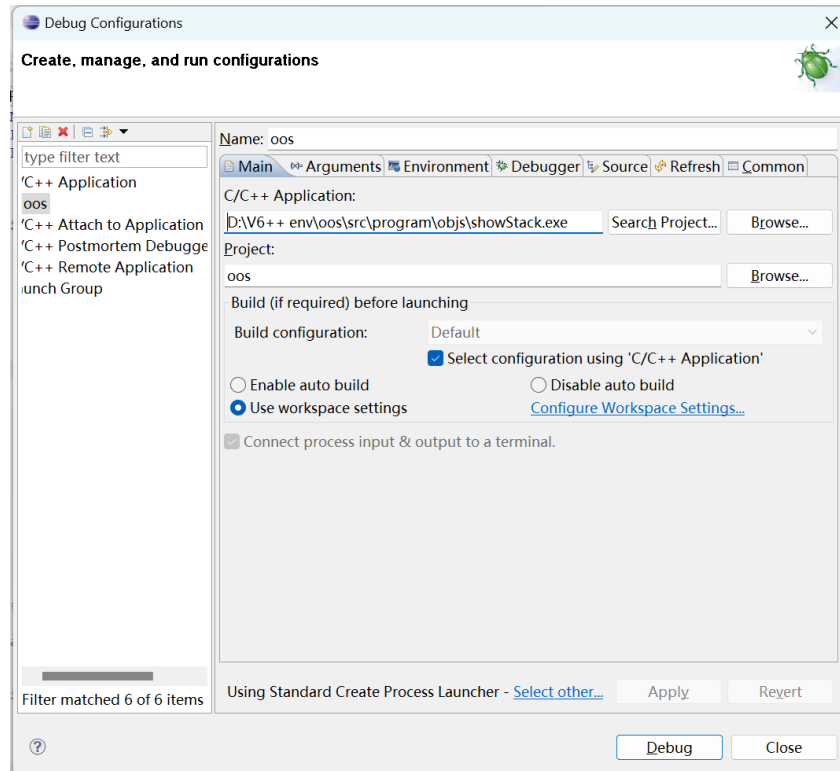 Debug Configurations
Create, manage, and run configurations
type filter text
'C++ Application
oos
'C++ Attach to Application
'C++ Postmortem Debugge
'C++ Remote Application
aunch Group
Filter matched 6 of 6 items
Name: oos
Main Arguments Environment Debugger Source Refresh Common
C/C++ Application:
D:\V6++ env\oos\src\program\objs\showStack.exe Search Project... Browse...
Project:
oos Browse...
Build (if required) before launching
Build configuration: Default
Select configuration using 'C/C++ Application'
Enable auto build Disable auto build
Use workspace settings Configure Workspace Settings...
Connect process input & output to a terminal.
Using Standard Create Process Launcher - Select other... Apply Revert
Debug Close